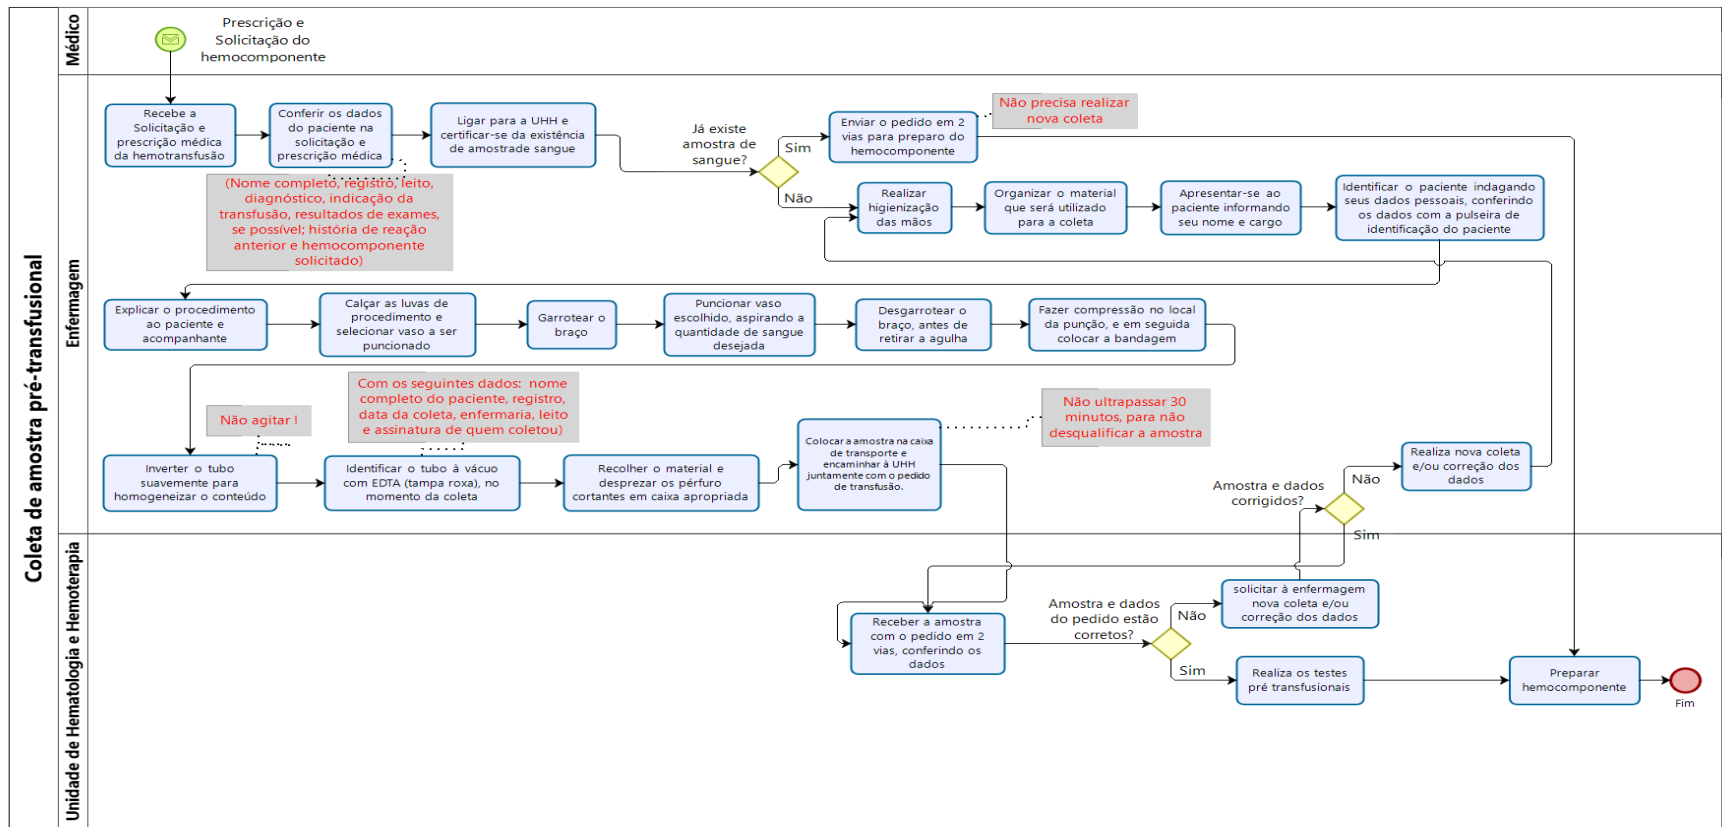 Coleta de amostra pré-transfusional
Médico
Prescrição e
Solicitação do
hemocomponente
Enfermagem
Recebe a
Solicitação e
prescrição médica
da hemotransfusão
Conferir os dados
do paciente na
solicitação e
prescrição médica
(Nome completo, registro, leito,
diagnóstico, indicação da
transfusão, resultados de exames,
se possível; história de reação
anterior e hemocomponente
solicitado)
Ligar para a UHH e
certificar-se da existência
de amostrade sangue
Já existe
amostra de
sangue?
Sim
Não
Enviar o pedido em 2
vias para preparo do
hemocomponente
Não precisa realizar
nova coleta
Realizar
higienização
das mãos
Organizar o material
que será utilizado
para a coleta
Apresentar-se ao
paciente informando
seu nome e cargo
Identificar o paciente indagando
seus dados pessoais, conferindo
os dados com a pulseira de
identificação do paciente
Explicar o procedimento
ao paciente e
acompanhante
Calçar as luvas de
procedimento e
selecionar vaso a ser
puncionado
Garrotear o
braço
Puncionar vaso
escolhido, aspirando a
quantidade de sangue
desejada
Desgarrotear o
braço, antes de
retirar a agulha
Fazer compressão no local
da punção, e em seguida
colocar a bandagem
Não agitar !
Inverter o tubo
suavemente para
homogeneizar o conteúdo
Com os seguintes dados: nome
completo do paciente, registro,
data da coleta, enfermaria, leito
e assinatura de quem coletou)
Identificar o tubo à vácuo
com EDTA (tampa roxa), no
momento da coleta
Recolher o material e
desprezar os pérfuro
cortantes em caixa apropriada
Colocar a amostra na caixa
de transporte e
encaminhar à UHH
juntamente com o pedido
de transfusão.
Não ultrapassar 30
minutos, para não
desqualificar a amostra
Amostra e dados
corrigidos?
Não
Sim
Realiza nova coleta
e/ou correção dos
dados
Unidade de Hematologia e Hemoterapia
Receber a amostra
com o pedido em 2
vias, conferindo os
dados
Amostra e dados
do pedido estão
corretos?
Não
Sim
solicitar à enfermagem
nova coleta e/ou
correção dos dados
Realiza os testes
pré transfusionais
Preparar
hemocomponente
Fim